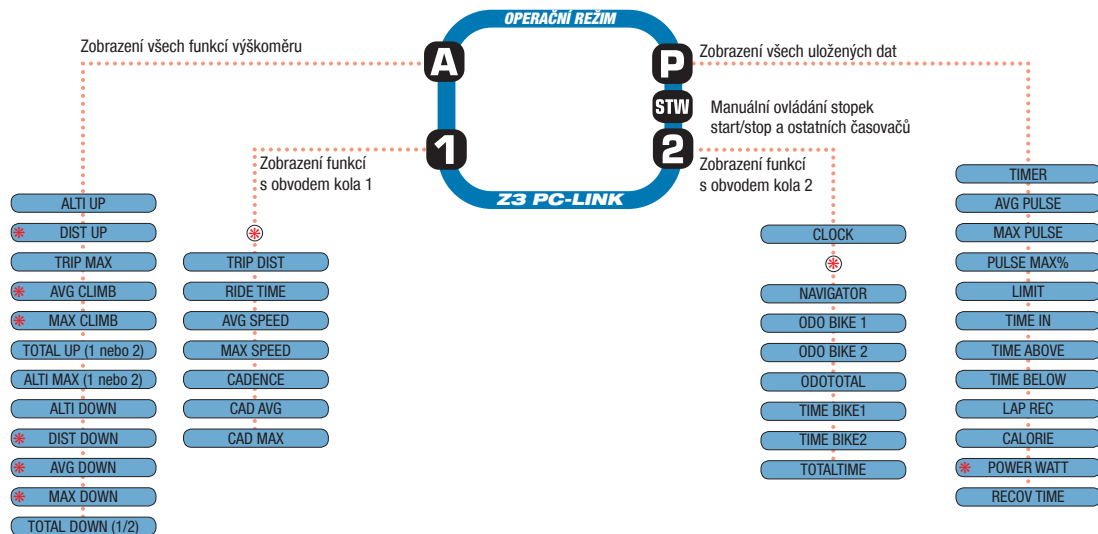 OPERAČNÍ REŽIM
Zobrazení všech funkcí výškoměru
A
P
Zobrazení všech uložených dat
STW
Manuální ovládání stopek
start/stop a ostatních časovačů
1
2
Zobrazení funkcí
s obvodem kola 1
Zobrazení funkcí
s obvodem kola 2
Z3 PC-LINK
ALTI UP
DIST UP
TRIP MAX
AVG CLIMB
MAX CLIMB
TOTAL UP (1 nebo 2)
ALTI MAX (1 nebo 2)
ALTI DOWN
DIST DOWN
AVG DOWN
MAX DOWN
TOTAL DOWN (1/2)
TRIP DIST
RIDE TIME
AVG SPEED
MAX SPEED
CADENCE
CAD AVG
CAD MAX
CLOCK
NAVIGATOR
ODO BIKE 1
ODO BIKE 2
ODOTOTAL
TIME BIKE1
TIME BIKE2
TOTALTIME
TIMER
AVG PULSE
MAX PULSE
PULSE MAX%
LIMIT
TIME IN
TIME ABOVE
TIME BELOW
LAP REC
CALORIE
POWER WATT
RECOV TIME